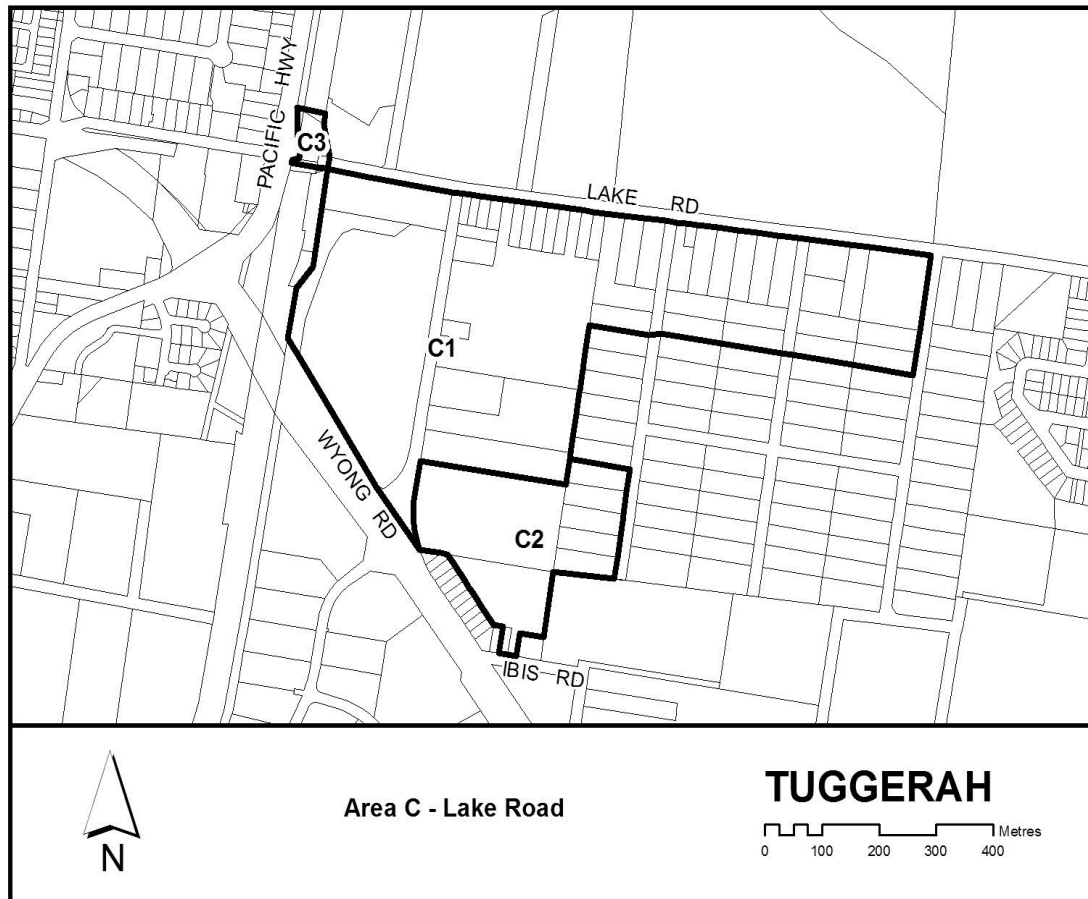 PACIFIC HWY
C3
LAKE RD
C1
WYONG RD
C2
IBIS RD
N
Area C - Lake Road
TUGGERAH
Metres
0 100 200 300 400